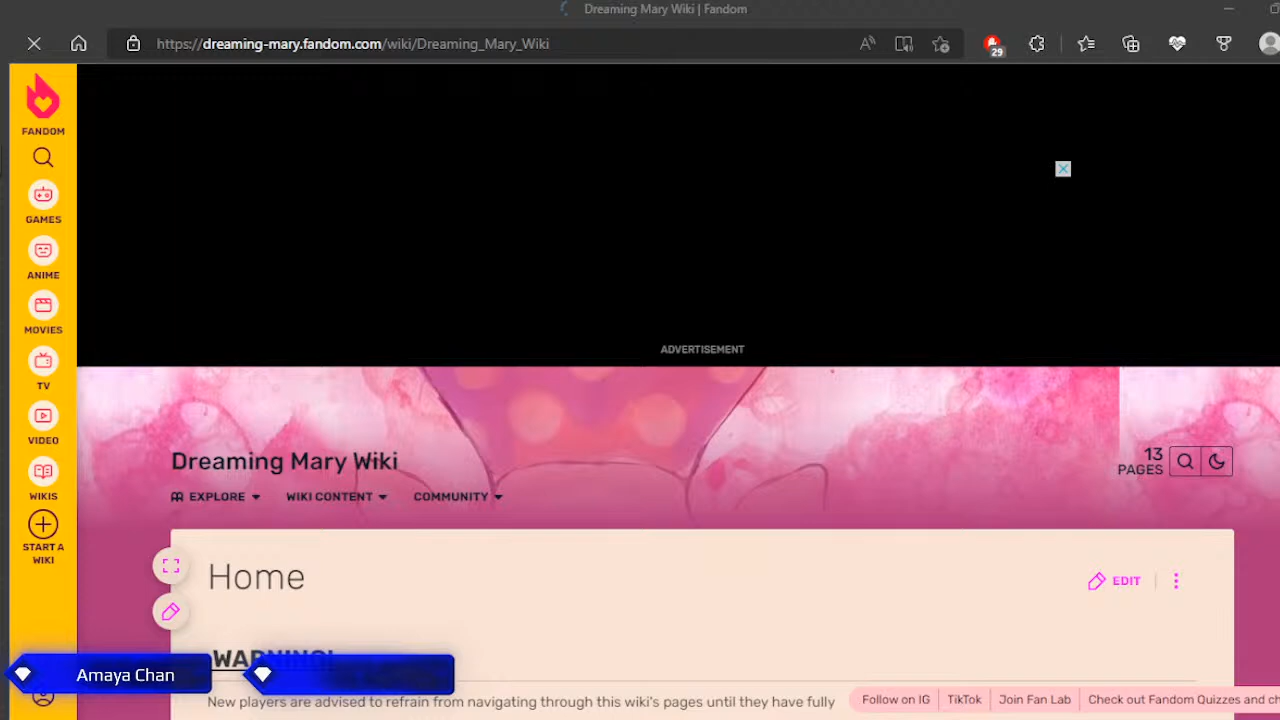 Dreaming Mary Wiki | Fandom
https://dreaming-mary.fandom.com/wiki/Dreaming_Mary_Wiki
29
FANDOM
GAMES
ANIME
MOVIES
TV
VIDEO
WIKIS
START A
WIKI
ADVERTISEMENT
Dreaming Mary Wiki
13
PAGES
EXPLORE WIKI CONTENT COMMUNITY
Home
EDIT
WARNING!
New players are advised to refrain from navigating through this wiki's pages until they have fully
Amaya Chan
Follow on IG TikTok Join Fan Lab Check out Fandom Quizzes and